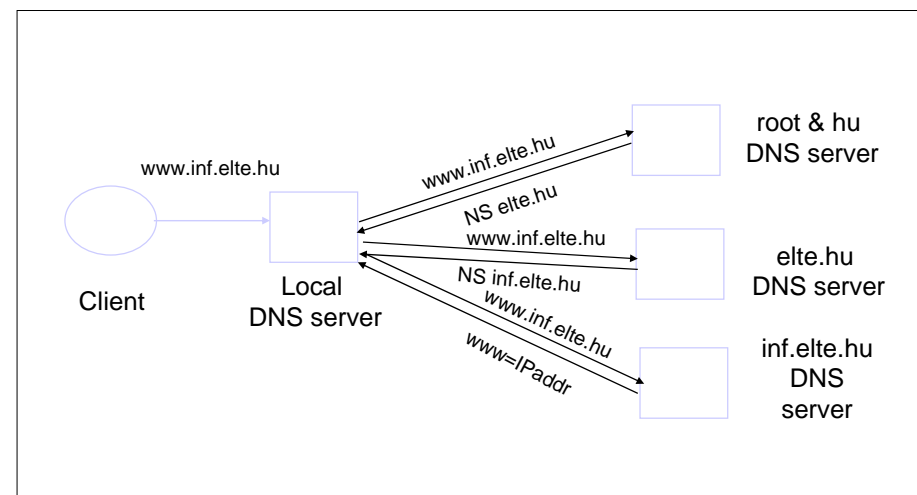 www.inf.elte.hu
Client
Local
DNS server
www.inf.elte.hu
NS elte.hu
root & hu
DNS server
www.inf.elte.hu
NS inf.elte.hu
elte.hu
DNS server
www.inf.elte.hu
www=IPaddr
inf.elte.hu
DNS
server